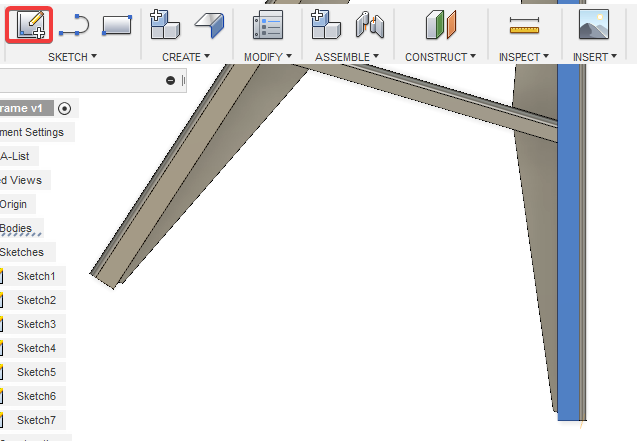 SKETCH CREATE MODIFY ASSEMBLE CONSTRUCT INSPECT INSERT
rame v1
ment Settings
A-List
ed Views
Origin
Bodies
Sketches
Sketch1
Sketch2
Sketch3
Sketch4
Sketch5
Sketch6
Sketch7